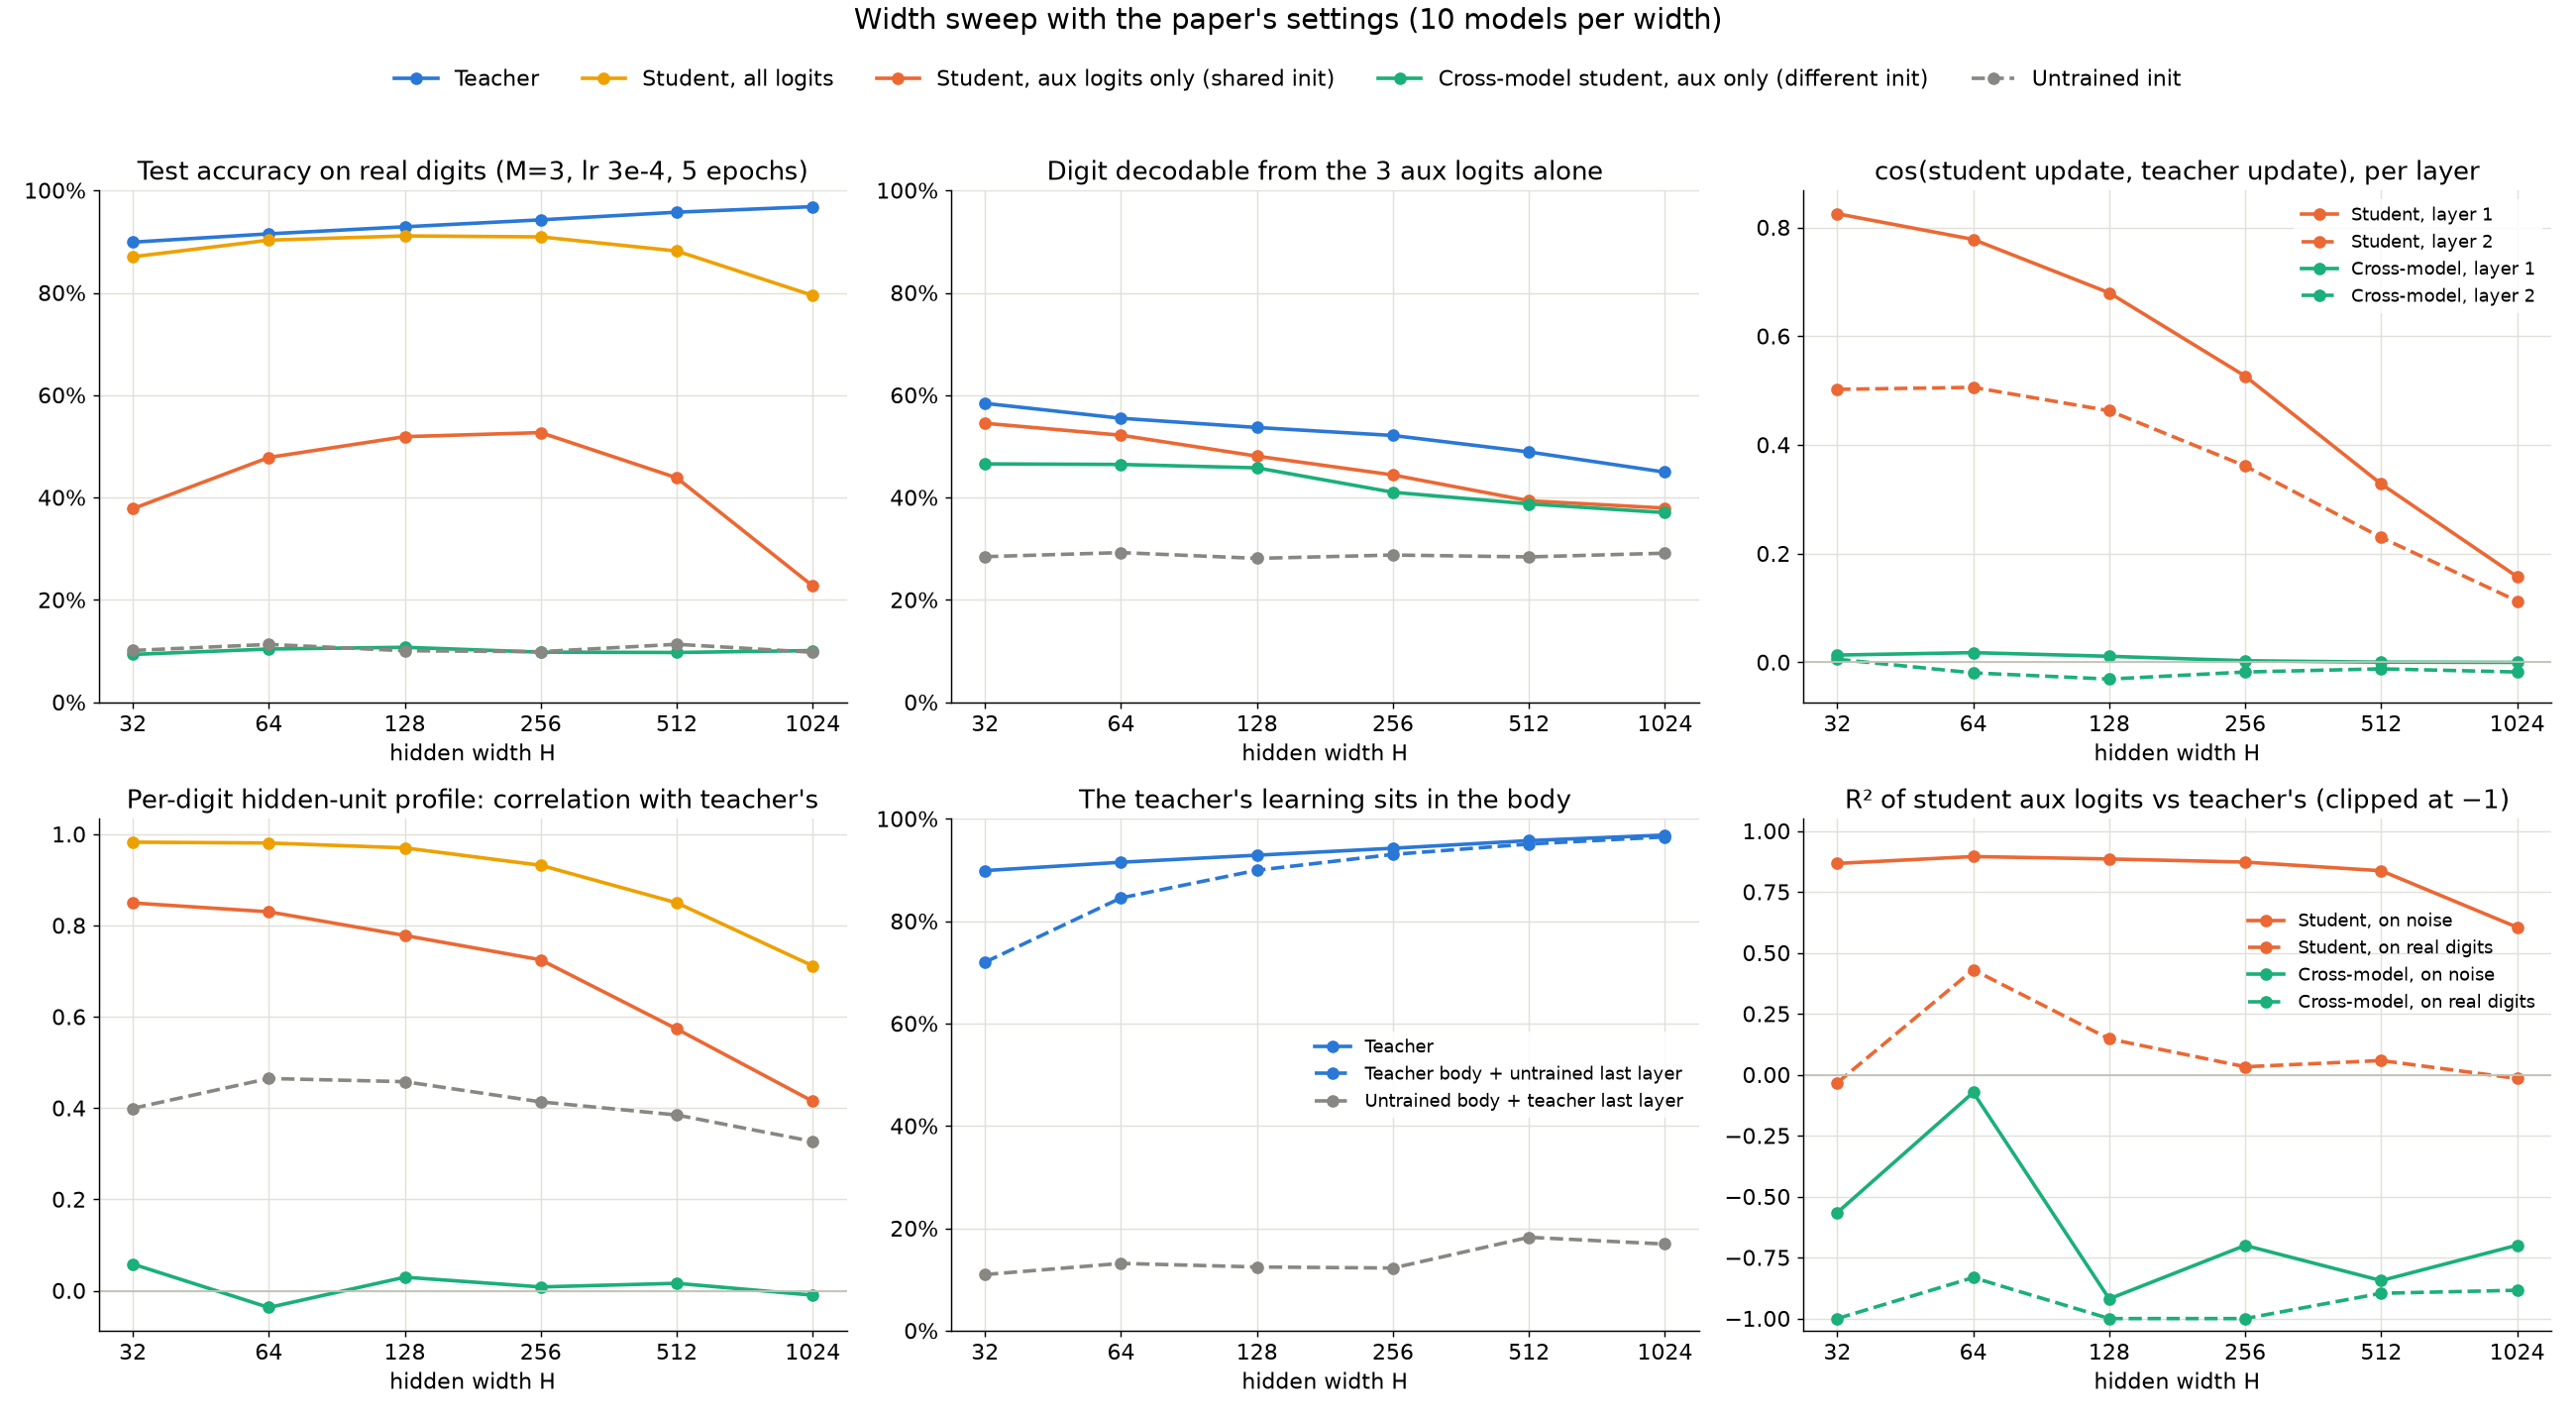 Width sweep with the paper's settings (10 models per width)
Teacher
Student, all logits
Student, aux logits only (shared init)
Cross-model student, aux only (different init)
Untrained init
Test accuracy on real digits (M=3, lr 3e-4, 5 epochs)
100%
80%
60%
40%
20%
0%
32 64 128 256 512 1024
hidden width H
Digit decodable from the 3 aux logits alone
100%
80%
60%
40%
20%
0%
32 64 128 256 512 1024
hidden width H
cos(student update, teacher update), per layer
Student, layer 1
Student, layer 2
Cross-model, layer 1
Cross-model, layer 2
0.8
0.6
0.4
0.2
0.0
32 64 128 256 512 1024
hidden width H
Per-digit hidden-unit profile: correlation with teacher's
1.0
0.8
0.6
0.4
0.2
0.0
32 64 128 256 512 1024
hidden width H
The teacher's learning sits in the body
100%
80%
60%
40%
20%
0%
Teacher
Teacher body + untrained last layer
Untrained body + teacher last layer
32 64 128 256 512 1024
hidden width H
R² of student aux logits vs teacher's (clipped at −1)
1.00
0.75
0.50
0.25
0.00
−0.25
−0.50
−0.75
−1.00
Student, on noise
Student, on real digits
Cross-model, on noise
Cross-model, on real digits
32 64 128 256 512 1024
hidden width H